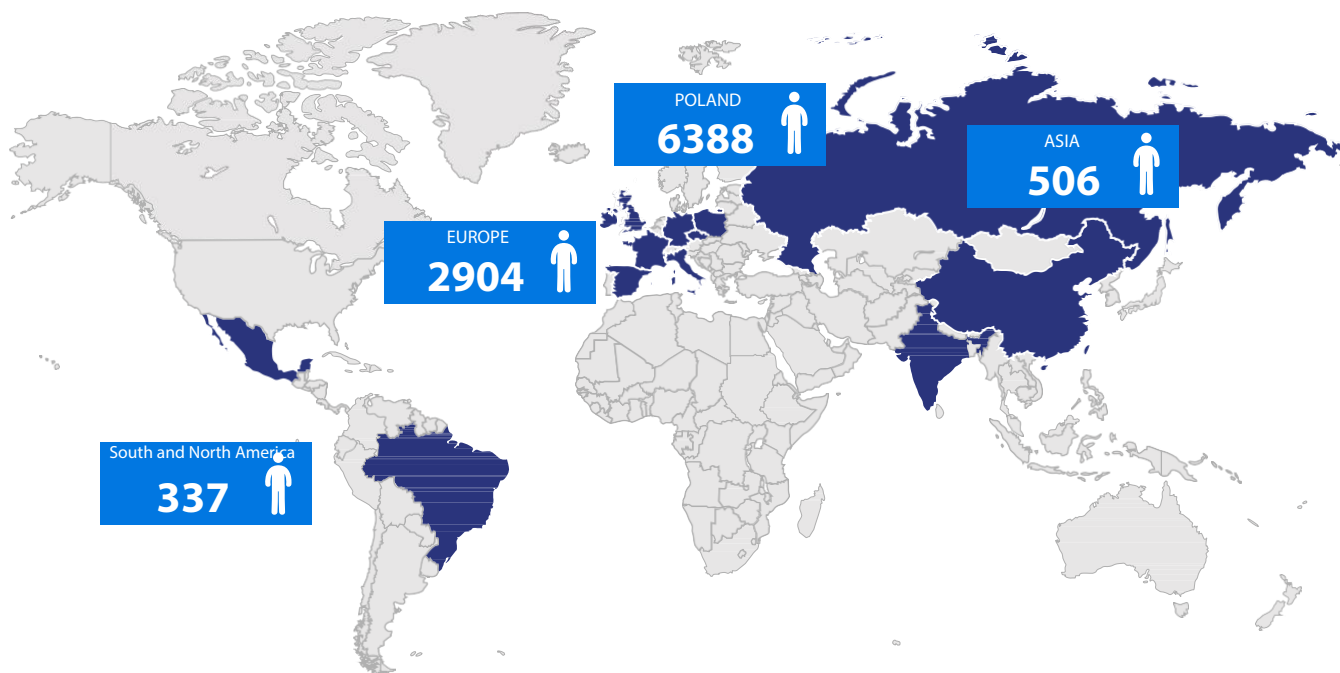 POLAND
6388
ASIA
506
EUROPE
2904
South and North America
337